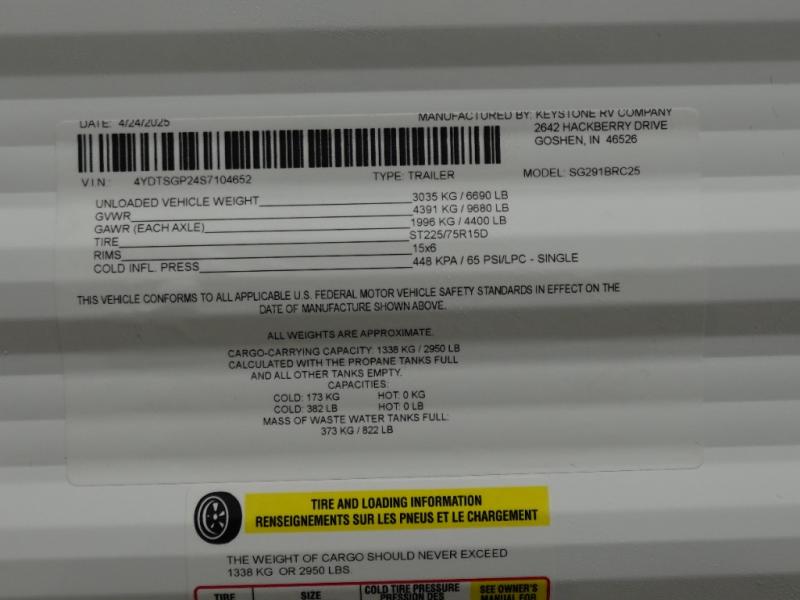 DATE: 4/24/2025 MANUFACTURED BY: KEYSTONE RV COMPANY
2642 HACKBERRY DRIVE
GOSHEN, IN 46526
V I N : 4YDTSGP24S7104652 TYPE: TRAILER MODEL: SG291BRC25
UNLOADED VEHICLE WEIGHT 3035 KG / 6690 LB
GVWR 4391 KG / 9680 LB
GAWR (EACH AXLE) 1996 KG / 4400 LB
TIRE ST225/75R15D
RIMS 15x6
COLD INFL. PRESS 448 KPA / 65 PSI/LPC - SINGLE
THIS VEHICLE CONFORMS TO ALL APPLICABLE U.S. FEDERAL MOTOR VEHICLE SAFETY STANDARDS IN EFFECT ON THE
DATE OF MANUFACTURE SHOWN ABOVE.
ALL WEIGHTS ARE APPROXIMATE.
CARGO-CARRYING CAPACITY: 1338 KG / 2950 LB
CALCULATED WITH THE PROPANE TANKS FULL
AND ALL OTHER TANKS EMPTY.
CAPACITIES:
COLD: 173 KG HOT: 0 KG
COLD: 382 LB HOT: 0 LB
MASS OF WASTE WATER TANKS FULL:
373 KG / 822 LB
TIRE AND LOADING INFORMATION
RENSEIGNEMENTS SUR LES PNEUS ET LE CHARGEMENT
THE WEIGHT OF CARGO SHOULD NEVER EXCEED
1338 KG OR 2950 LBS.
TIRE SIZE COLD TIRE PRESSURE SEE OWNER'S
PRESSION DES MANUAL FOR